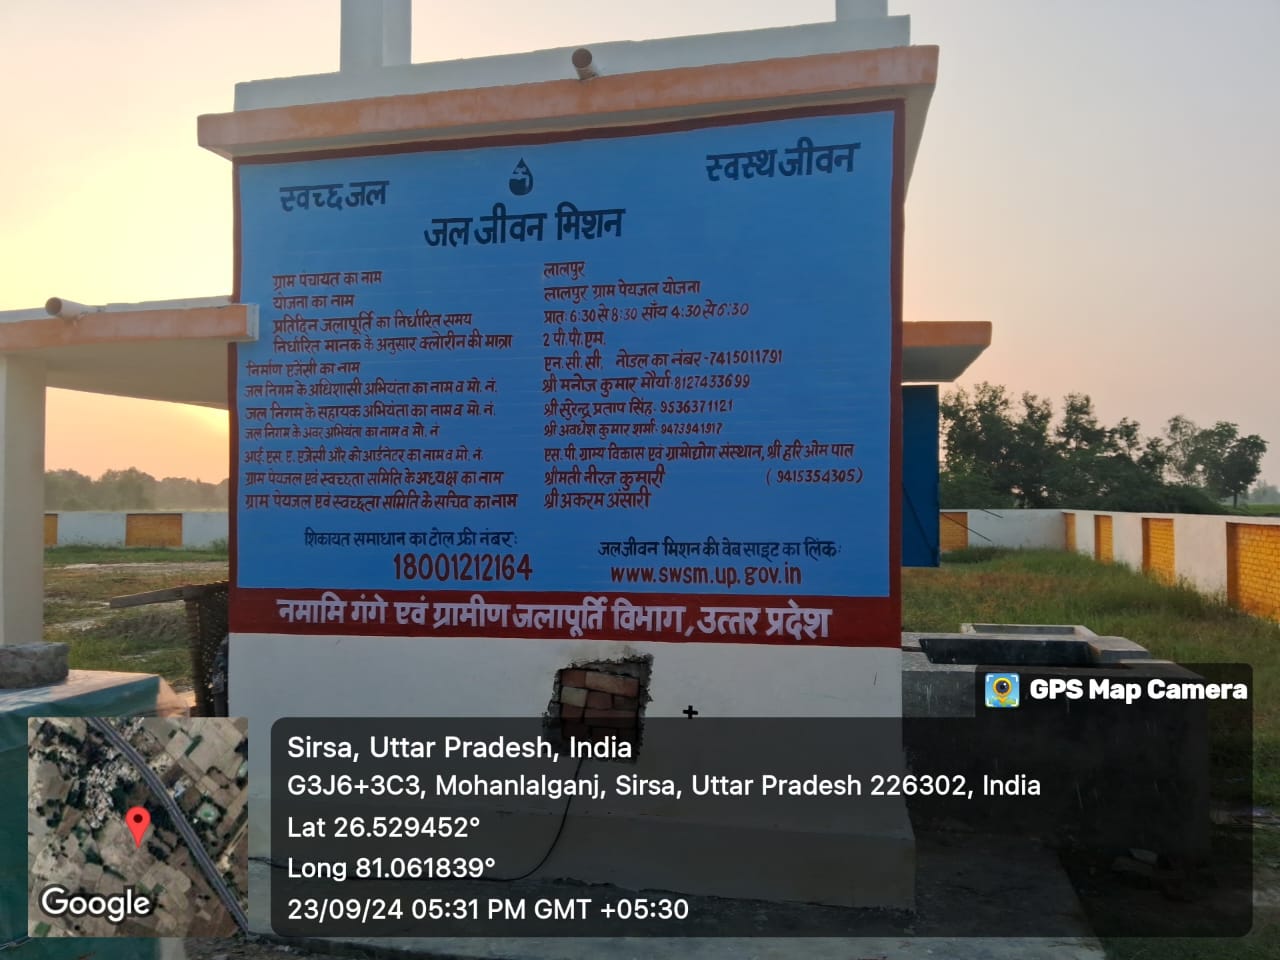 स्वच्छ जल
स्वस्थ जीवन
जल जीवन मिशन
ग्राम पंचायत का नाम लालपुर
योजना का नाम लालपुर ग्राम पेयजल योजना
प्रतिदिन जलापूर्ति का निर्धारित समय प्रातः 6:30 से 8:30 साँय 4:30 से 6:30
निर्धारित मानक के अनुसार क्लोरीन की मात्रा 2 पी.पी.एम.
निर्माण एजेंसी का नाम एन.सी.सी. नोडल का नंबर-7415011791
जल निगम के अधिशासी अभियंता का नाम व मो. नं. श्री मनोज कुमार मौर्या-8127433699
जल निगम के सहायक अभियंता का नाम व मो. नं. श्री सुरेन्द्र प्रताप सिंह- 9536371121
जल निगम के अवर अभियंता का नाम व मो. नं श्री अवधेश कुमार शर्मा- 9473941917
आई. एस. ए. एजेंसी और को आर्डिनेटर का नाम व मो. नं. एस. पी. ग्राम्य विकास एवं ग्रामोद्योग संस्थान, श्री हरिओम पाल
ग्राम पेयजल एवं स्वच्छता समिति के अध्यक्ष का नाम श्रीमती नीरज कुमारी (9415354305)
ग्राम पेयजल एवं स्वच्छता समिति के सचिव का नाम श्री अकरम अंसारी
शिकायत समाधान का टोल फ्री नंबर:
18001212164
जल जीवन मिशन की वेब साइट का लिंक:
www.swsm.up.gov.in
नमामि गंगे एवं ग्रामीण जलापूर्ति विभाग, उत्तर प्रदेश
GPS Map Camera
Sirsa, Uttar Pradesh, India
G3J6+3C3, Mohanlalganj, Sirsa, Uttar Pradesh 226302, India
Lat 26.529452°
Long 81.061839°
23/09/24 05:31 PM GMT +05:30
Google